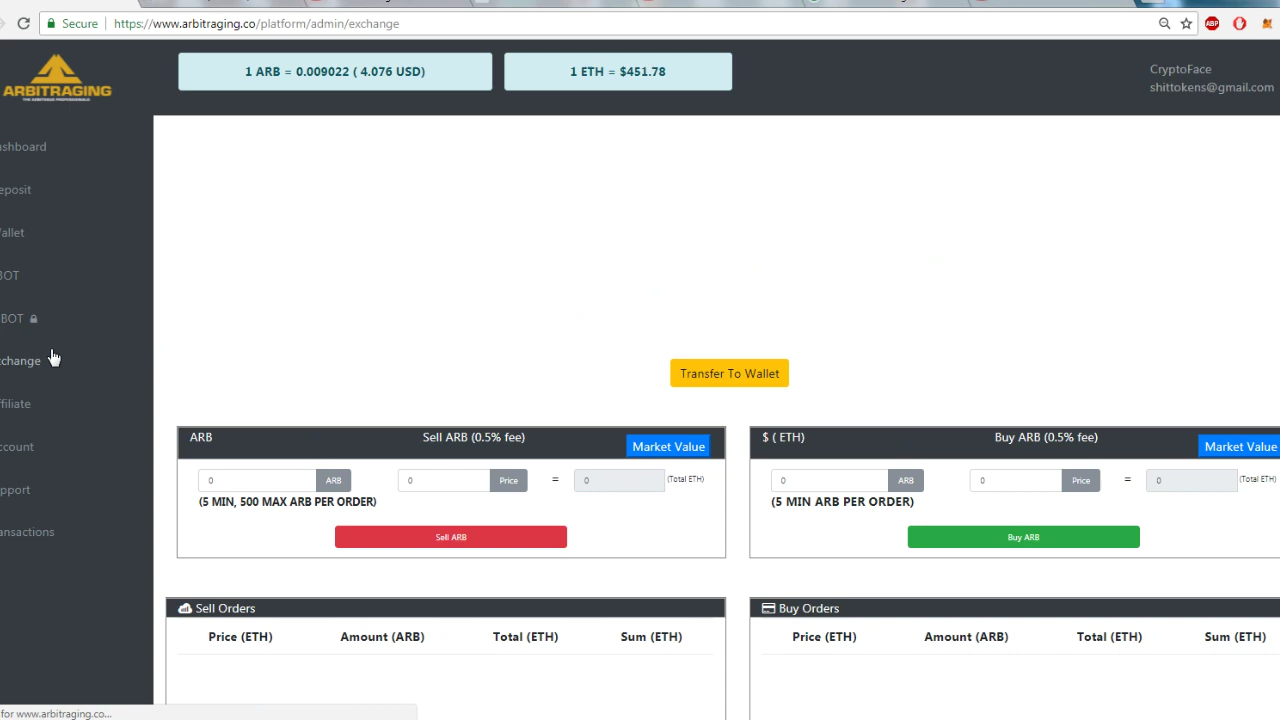 Secure https://www.arbitraging.co/platform/admin/exchange
ABP
ARBITRAGING
1 ARB = 0.009022 ( 4.076 USD)
1 ETH = $451.78
CryptoFace
shittokens@gmail.com
ashboard
eposit
allet
BOT
BOT
change
ffiliate
ccount
pport
ansactions
Transfer To Wallet
ARB
Sell ARB (0.5% fee)
Market Value
0 ARB 0 Price = 0 (Total ETH)
(5 MIN, 500 MAX ARB PER ORDER)
Sell ARB
$ ( ETH)
Buy ARB (0.5% fee)
Market Value
0 ARB 0 Price = 0 (Total ETH)
(5 MIN ARB PER ORDER)
Buy ARB
Sell Orders
Price (ETH) Amount (ARB) Total (ETH) Sum (ETH)
Buy Orders
Price (ETH) Amount (ARB) Total (ETH) Sum (ETH)
for www.arbitraging.co...